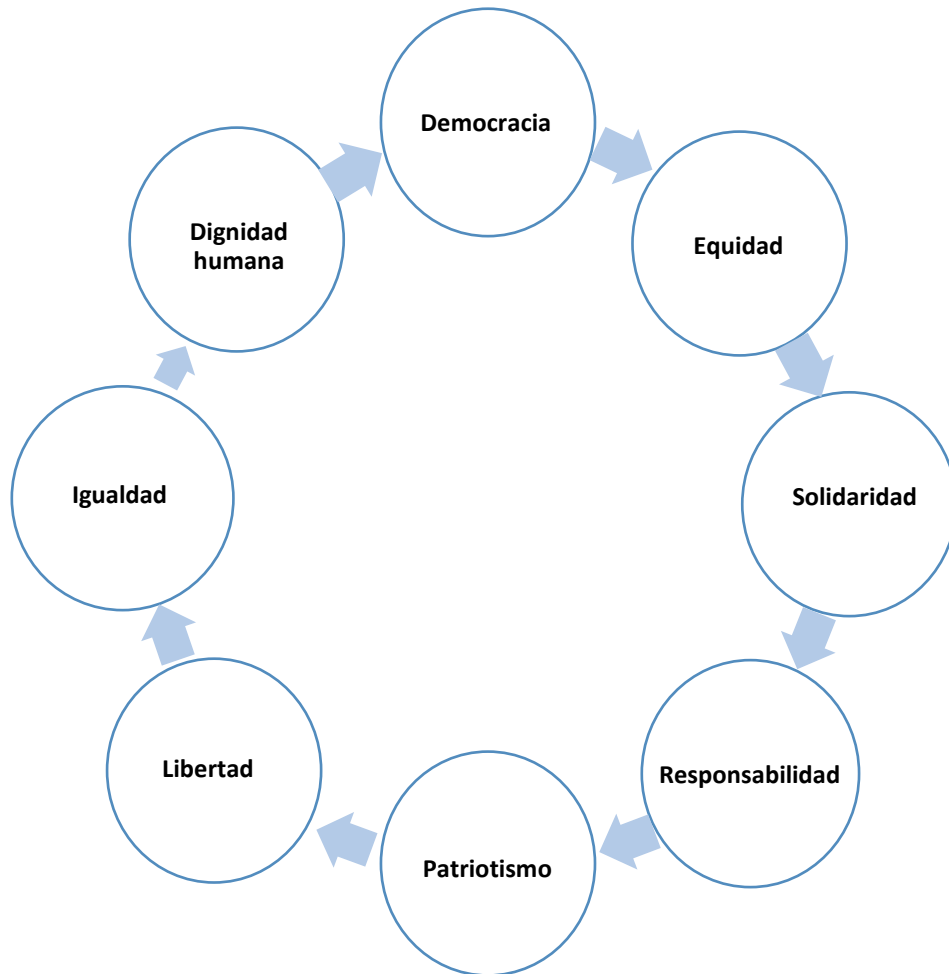 Democracia
Equidad
Solidaridad
Responsabilidad
Patriotismo
Libertad
Igualdad
Dignidad
humana